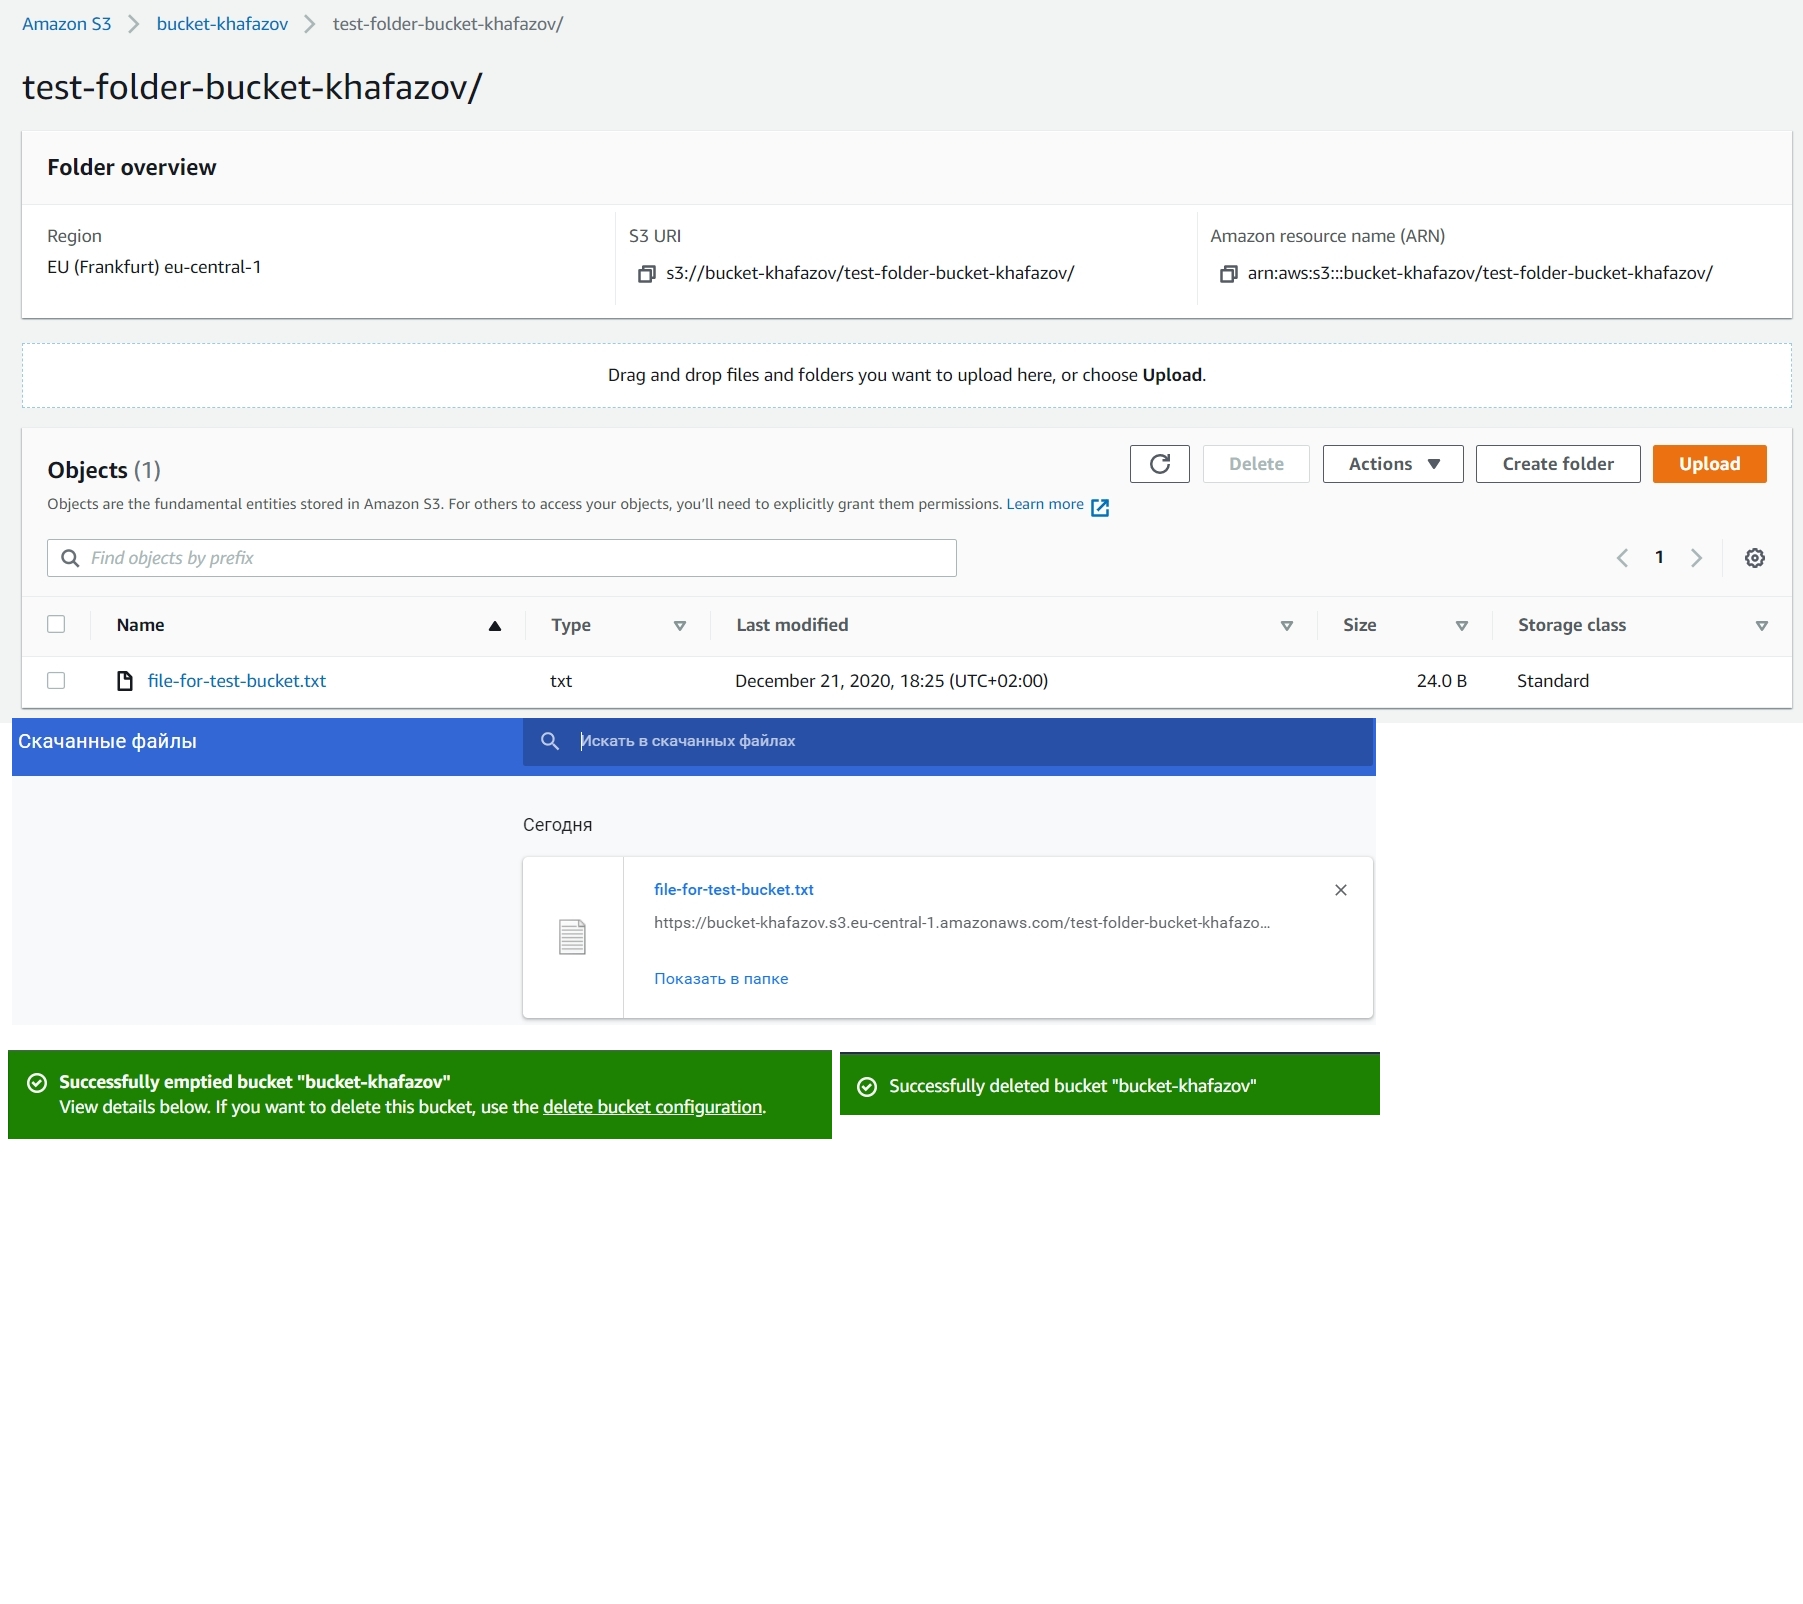 Amazon S3 > bucket-khafazov > test-folder-bucket-khafazov/
test-folder-bucket-khafazov/
Folder overview
Region
EU (Frankfurt) eu-central-1
S3 URI
s3://bucket-khafazov/test-folder-bucket-khafazov/
Amazon resource name (ARN)
arn:aws:s3:::bucket-khafazov/test-folder-bucket-khafazov/
Drag and drop files and folders you want to upload here, or choose Upload.
Objects (1)
Delete
Actions
Create folder
Upload
Objects are the fundamental entities stored in Amazon S3. For others to access your objects, you'll need to explicitly grant them permissions. Learn more
Find objects by prefix
1
Name Type Last modified Size Storage class
file-for-test-bucket.txt txt December 21, 2020, 18:25 (UTC+02:00) 24.0 B Standard
Скачанные файлы
Искать в скачанных файлах
Сегодня
file-for-test-bucket.txt
https://bucket-khafazov.s3.eu-central-1.amazonaws.com/test-folder-bucket-khafazo...
Показать в папке
Successfully emptied bucket "bucket-khafazov"
View details below. If you want to delete this bucket, use the delete bucket configuration.
Successfully deleted bucket "bucket-khafazov"